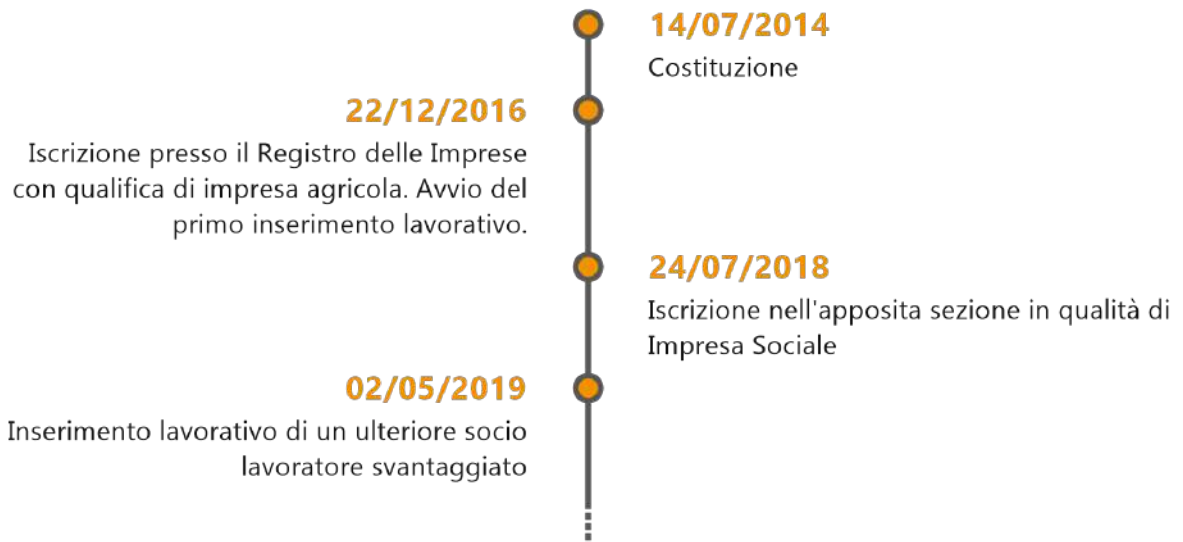 14/07/2014
Costituzione
22/12/2016
Iscrizione presso il Registro delle Imprese
con qualifica di impresa agricola. Avvio del
primo inserimento lavorativo.
24/07/2018
Iscrizione nell'apposita sezione in qualità di
Impresa Sociale
02/05/2019
Inserimento lavorativo di un ulteriore socio
lavoratore svantaggiato